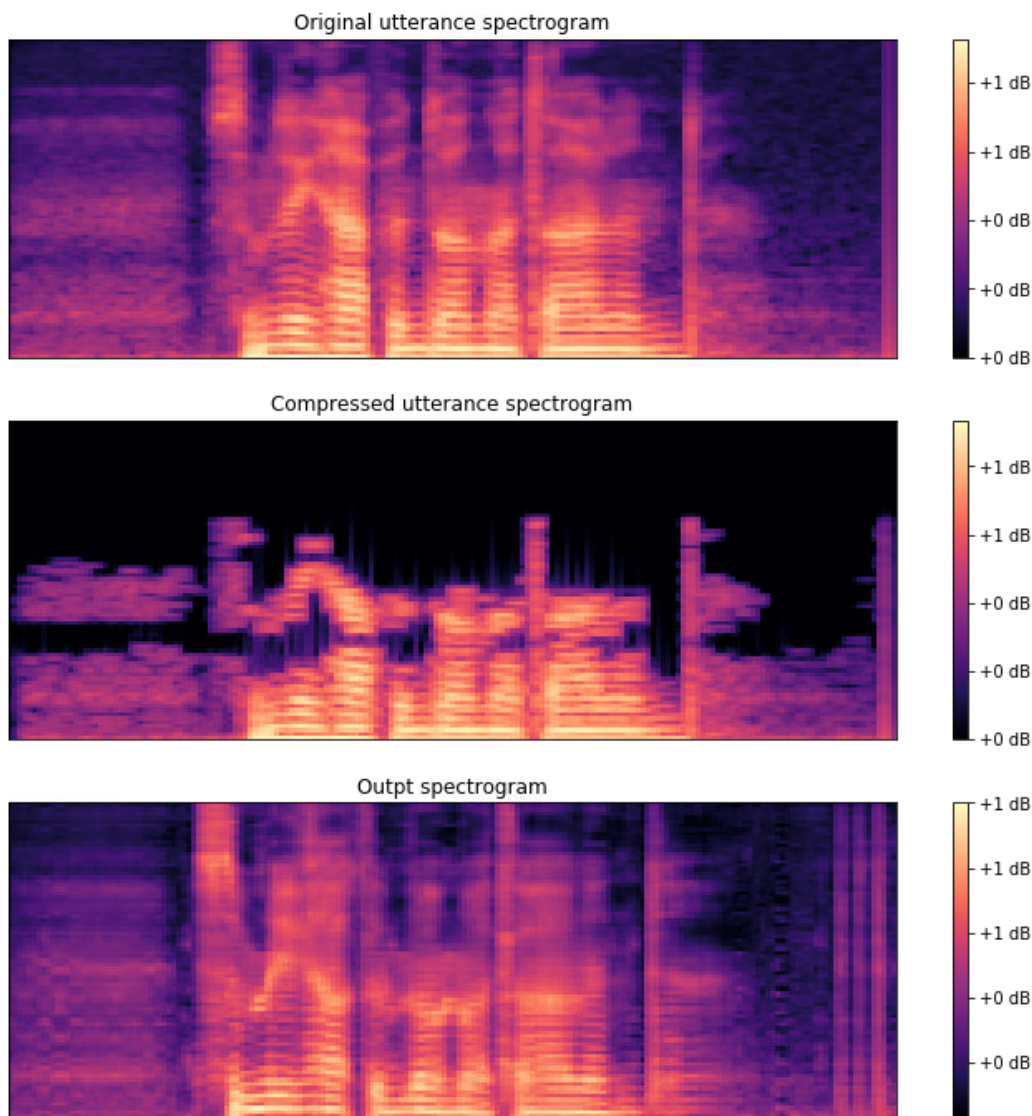 Original utterance spectrogram
+1 dB
+1 dB
+0 dB
+0 dB
+0 dB
Compressed utterance spectrogram
+1 dB
+1 dB
+0 dB
+0 dB
+0 dB
Outpt spectrogram
+1 dB
+1 dB
+1 dB
+0 dB
+0 dB